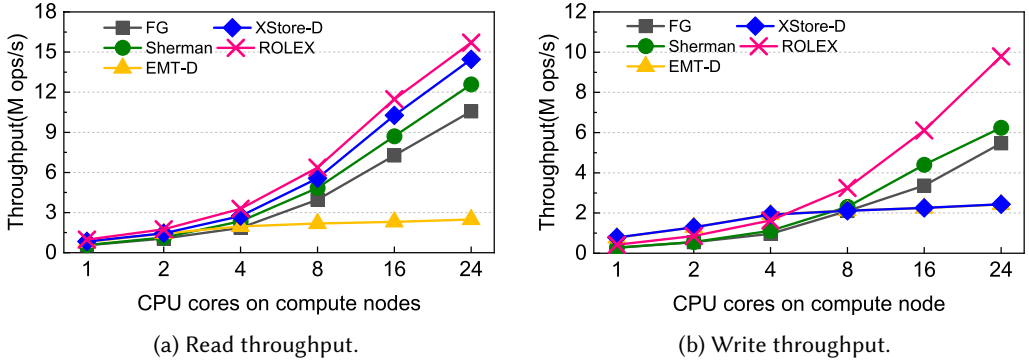 Throughput(M ops/s)
18
15
12
9
6
3
0
FG
Sherman
EMT-D
XStore-D
ROLEX
1 2 4 8 16 24
CPU cores on compute nodes
(a) Read throughput.
Throughput(M ops/s)
12
10
8
6
4
2
0
FG
Sherman
EMT-D
XStore-D
ROLEX
1 2 4 8 16 24
CPU cores on compute node
(b) Write throughput.